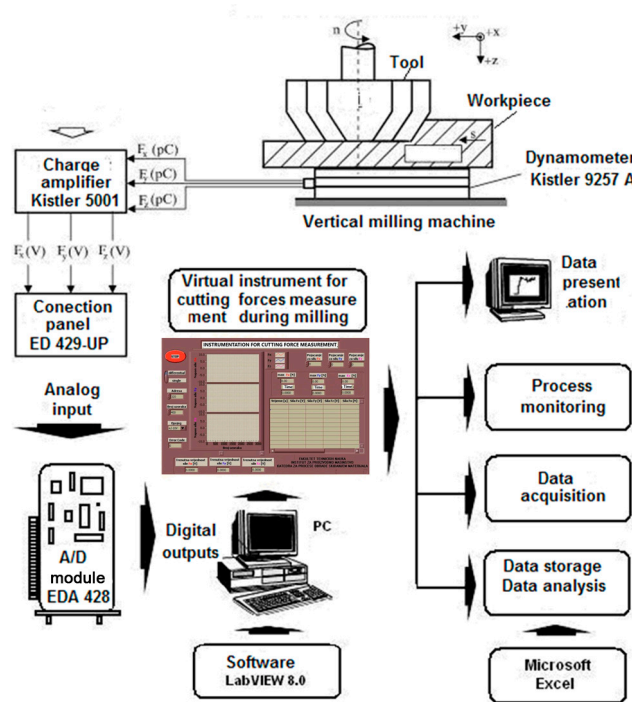 n
+y
+x
+z
Tool
Workpiece
s
Dynamometer
Kistler 9257 A
Vertical milling machine
Fx (pC)
Fy (pC)
Fz (pC)
Charge
amplifier
Kistler 5001
Fx(V)
Fy(V)
Fz(V)
Conection
panel
ED 429-UP
Analog
input
A/D
module
EDA 428
Digital
outputs
PC
Software
LabVIEW 8.0
Virtual instrument for
cutting forces measure
ment during milling
INSTRUMENTATION FOR CUTTING FORCE MEASUREMENT
Data
present
ation
Process
monitoring
Data
acquisition
Data storage
Data analysis
Microsoft
Excel